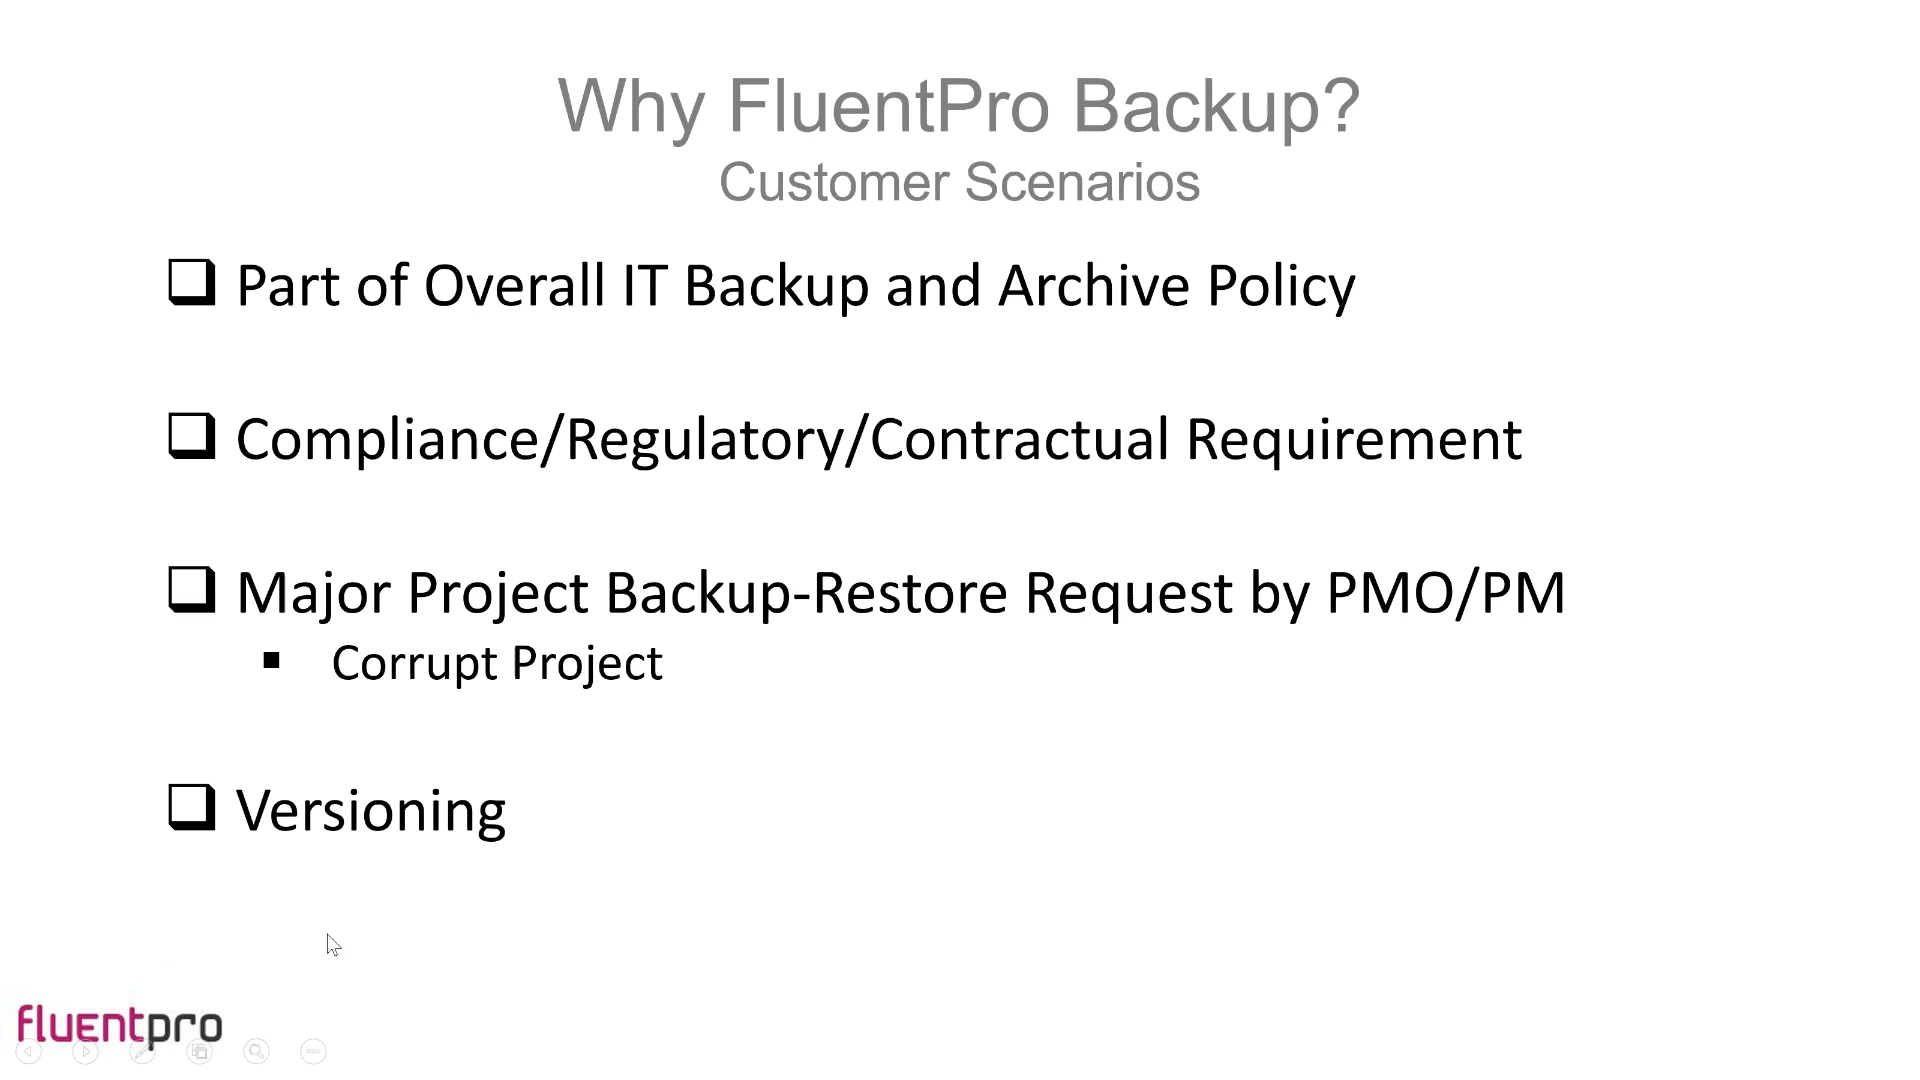 Why FluentPro Backup?
Customer Scenarios
Part of Overall IT Backup and Archive Policy
Compliance/Regulatory/Contractual Requirement
Major Project Backup-Restore Request by PMO/PM
Corrupt Project
Versioning
fluentpro